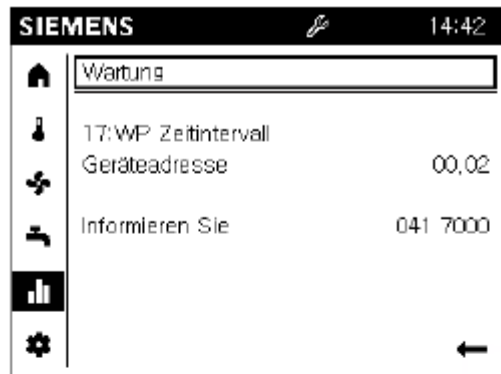 SIEMENS 14:42
Wartung
17:WP Zeitintervall
Geräteadresse 00,02
Informieren Sie 041 7000